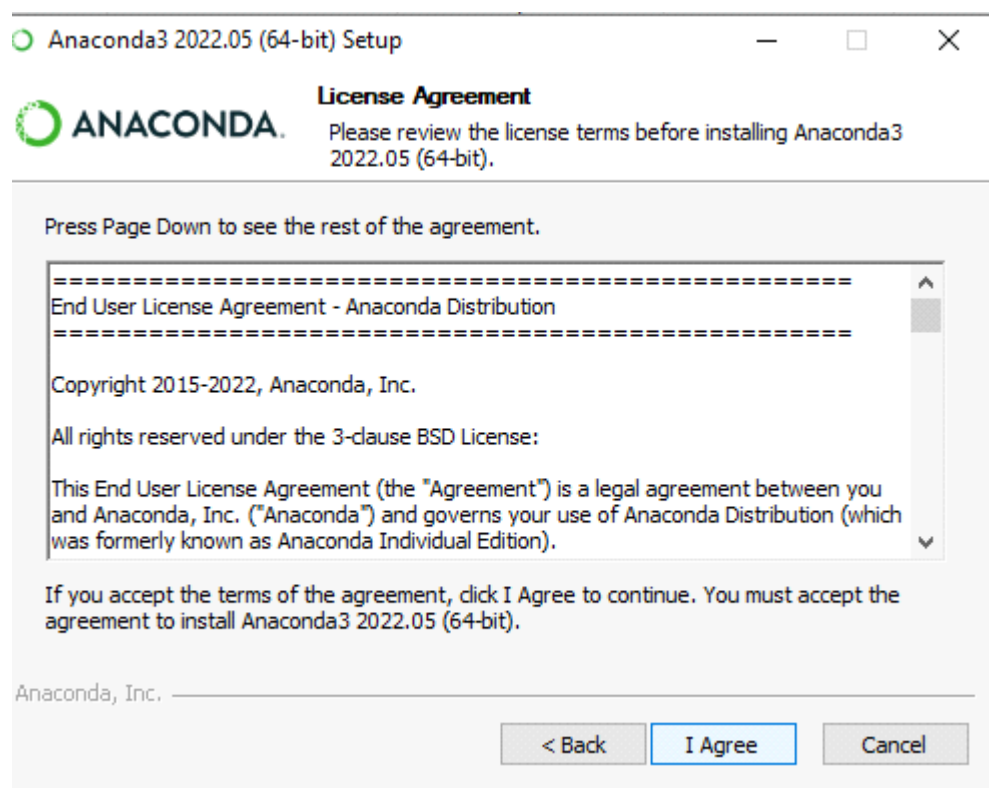 Anaconda3 2022.05 (64-bit) Setup
ANACONDA.
License Agreement
Please review the license terms before installing Anaconda3
2022.05 (64-bit).
Press Page Down to see the rest of the agreement.
==================================================
End User License Agreement - Anaconda Distribution
==================================================
Copyright 2015-2022, Anaconda, Inc.
All rights reserved under the 3-clause BSD License:
This End User License Agreement (the "Agreement") is a legal agreement between you
and Anaconda, Inc. ("Anaconda") and governs your use of Anaconda Distribution (which
was formerly known as Anaconda Individual Edition).
If you accept the terms of the agreement, click I Agree to continue. You must accept the
agreement to install Anaconda3 2022.05 (64-bit).
Anaconda, Inc.
< Back
I Agree
Cancel